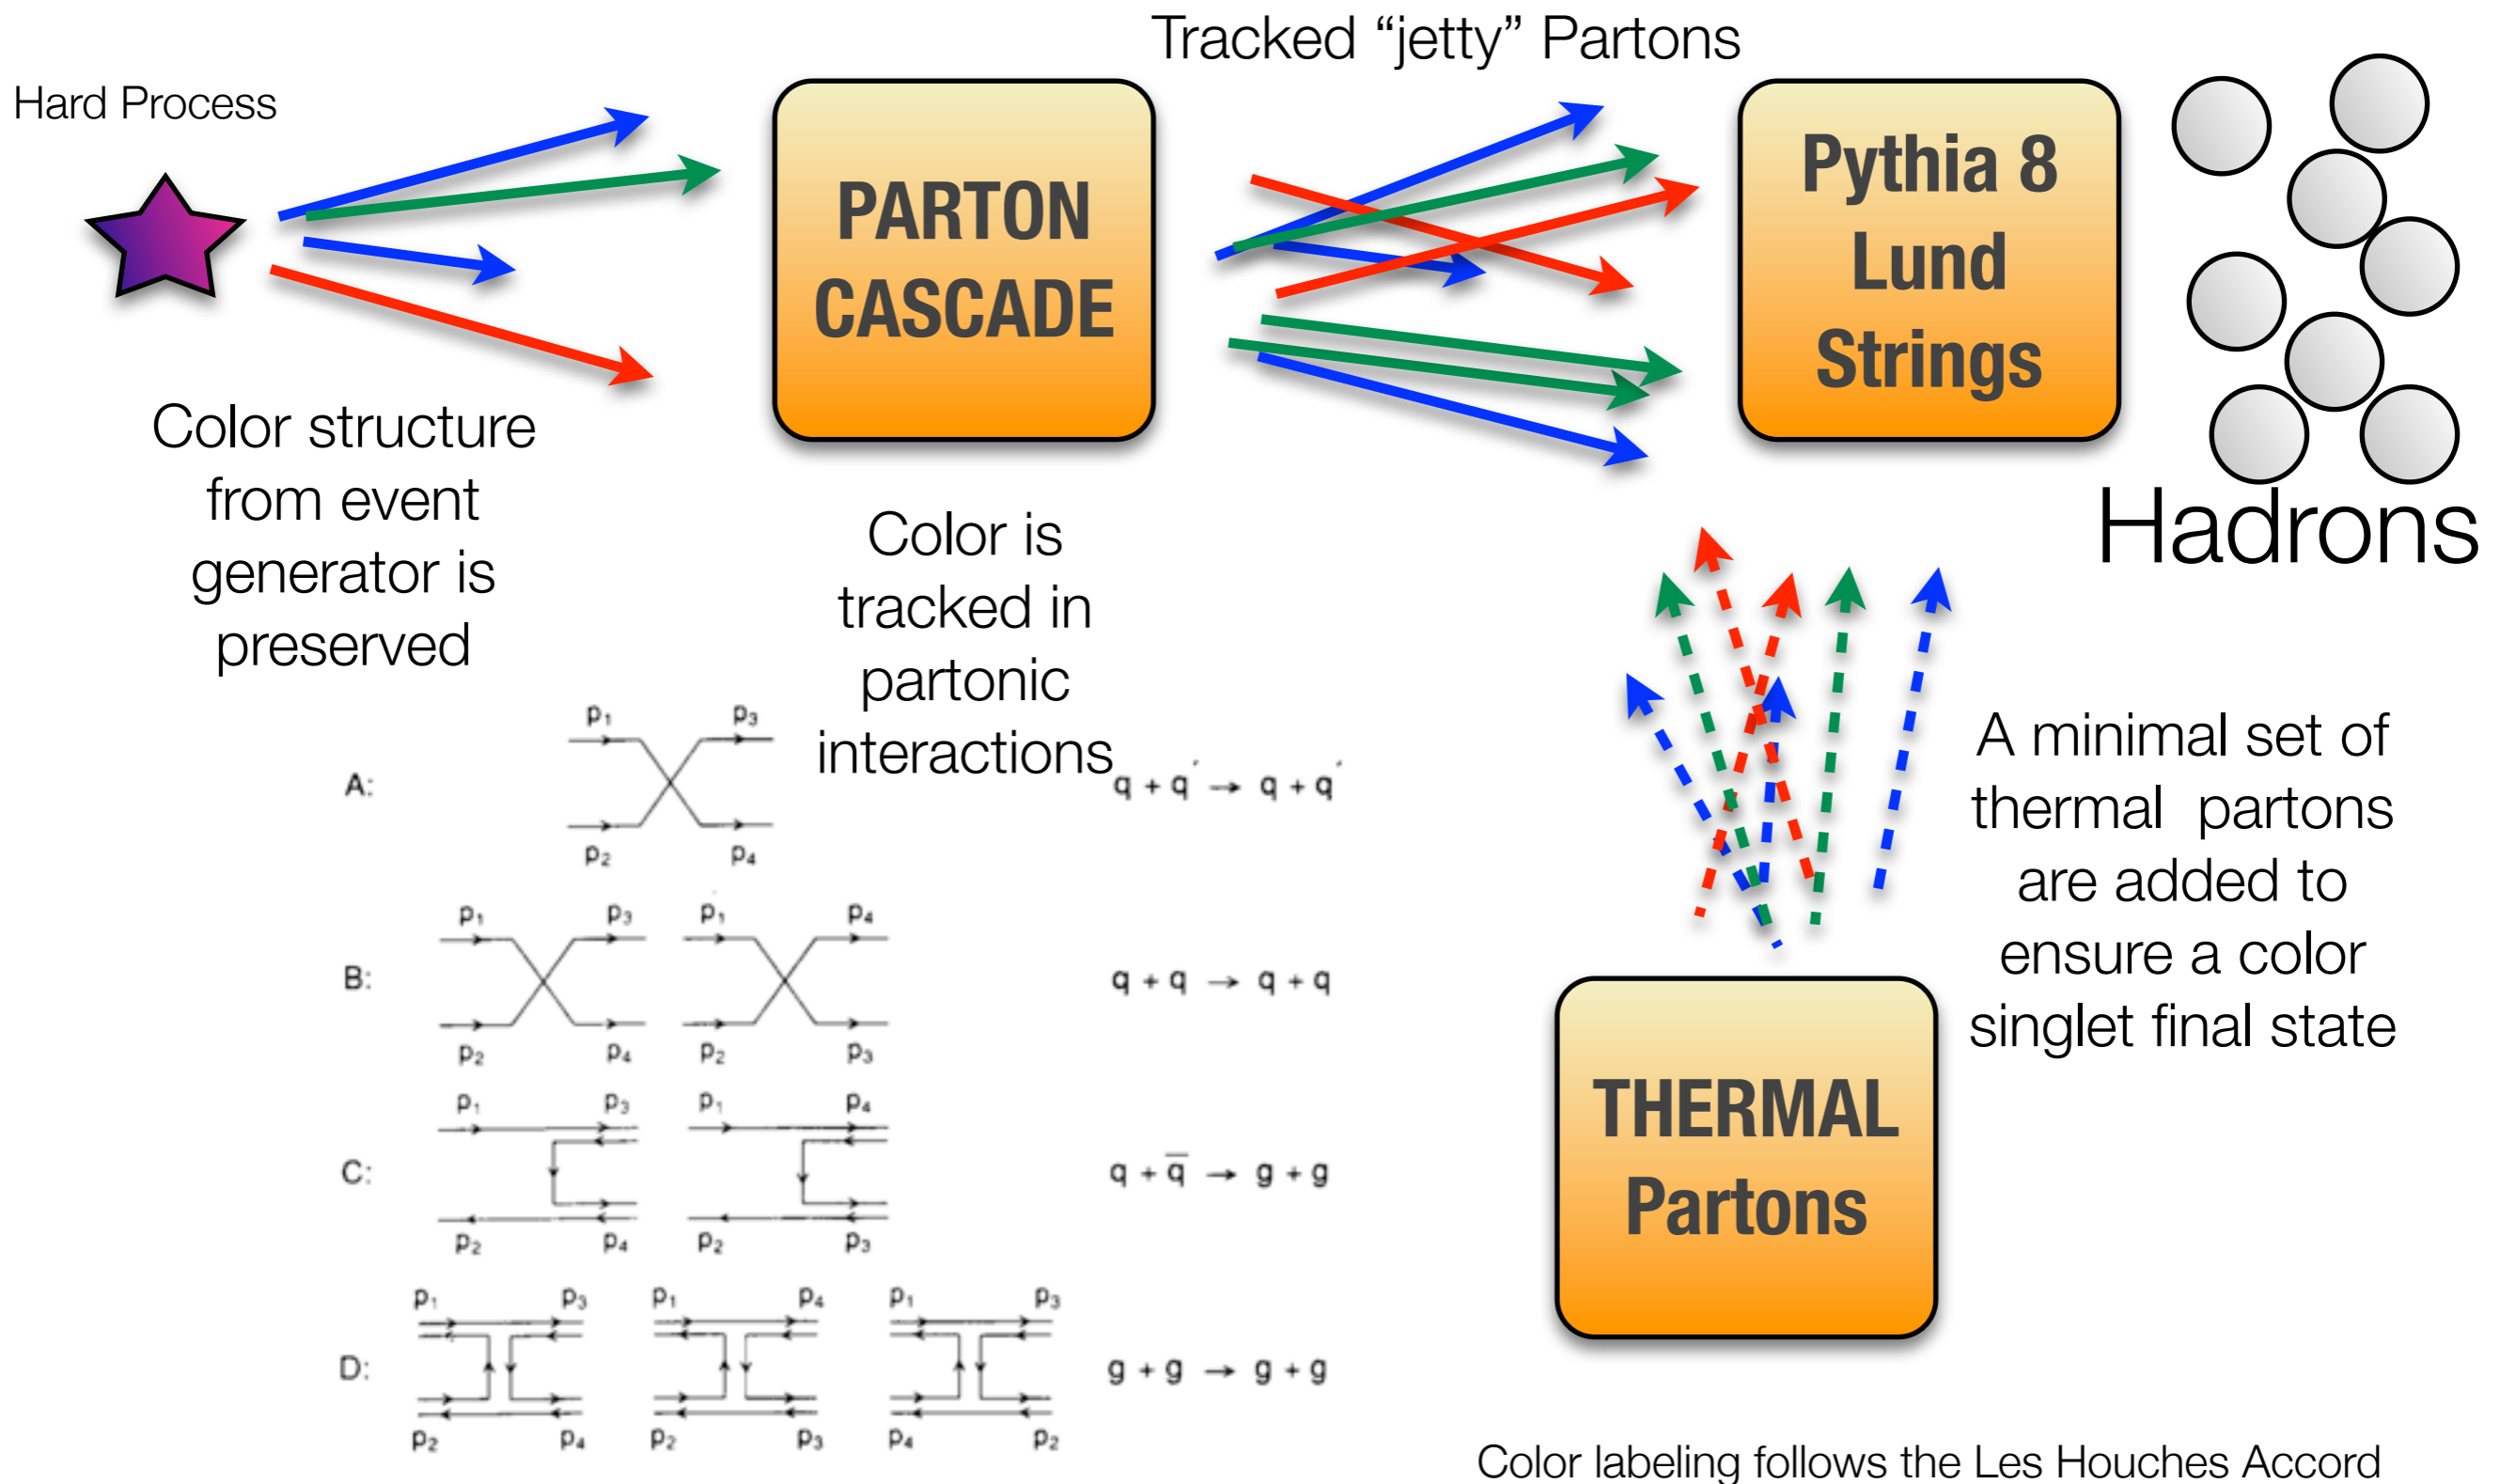 Tracked “jetty” Partons
Hard Process
PARTON
CASCADE
Pythia 8
Lund
Strings
Hadrons
Color structure
from event
generator is
preserved
Color is
tracked in
partonic
interactions
A minimal set of
thermal partons
are added to
ensure a color
singlet final state
THERMAL
Partons
p₁ p₃
A: q + q´ → q + q´
p₂ p₄
p₁ p₃ p₁ p₄
B: q + q → q + q
p₂ p₄ p₂ p₃
p₁ p₃ p₁ p₄
C: q + q̅ → g + g
p₂ p₄ p₂ p₃
p₁ p₃ p₁ p₄ p₁ p₃
D: g + g → g + g
p₂ p₄ p₂ p₃ p₄ p₂
Color labeling follows the Les Houches Accord